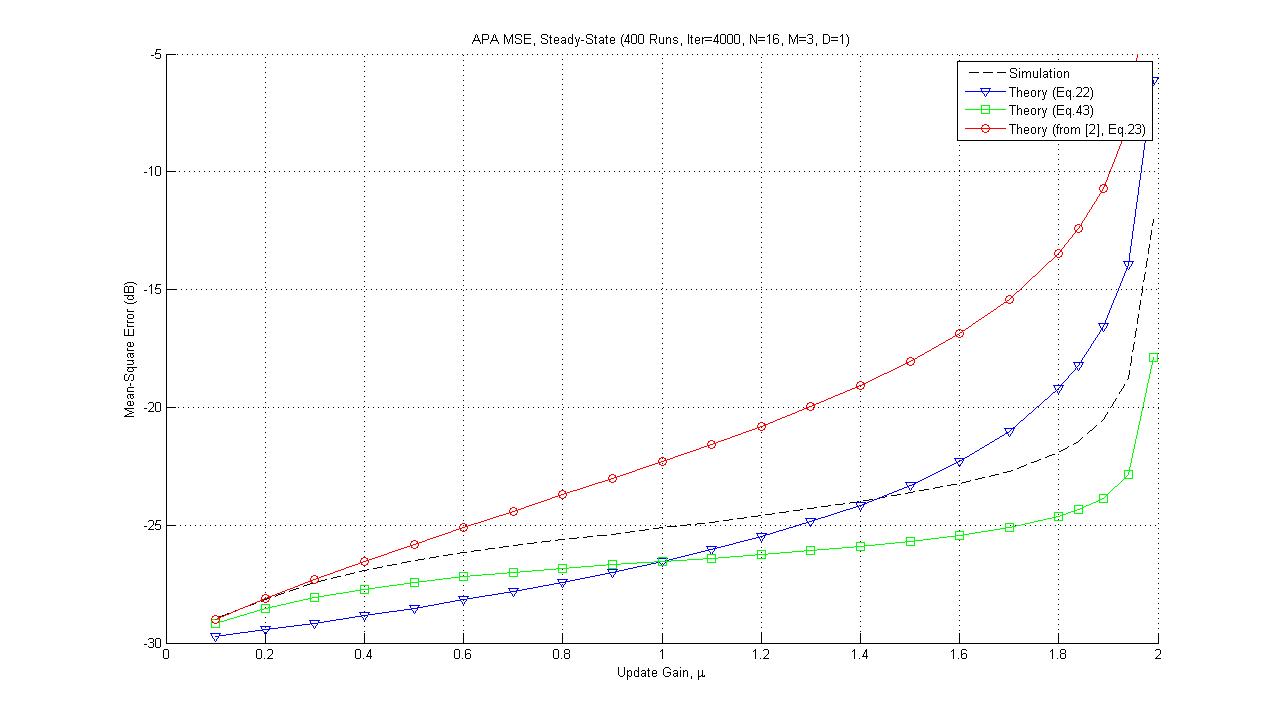 APA MSE, Steady-State (400 Runs, Iter=4000, N=16, M=3, D=1)
Simulation
Theory (Eq.22)
Theory (Eq.43)
Theory (from [2], Eq.23)
Mean-Square Error (dB)
-5
-10
-15
-20
-25
-30
0 0.2 0.4 0.6 0.8 1 1.2 1.4 1.6 1.8 2
Update Gain, μ